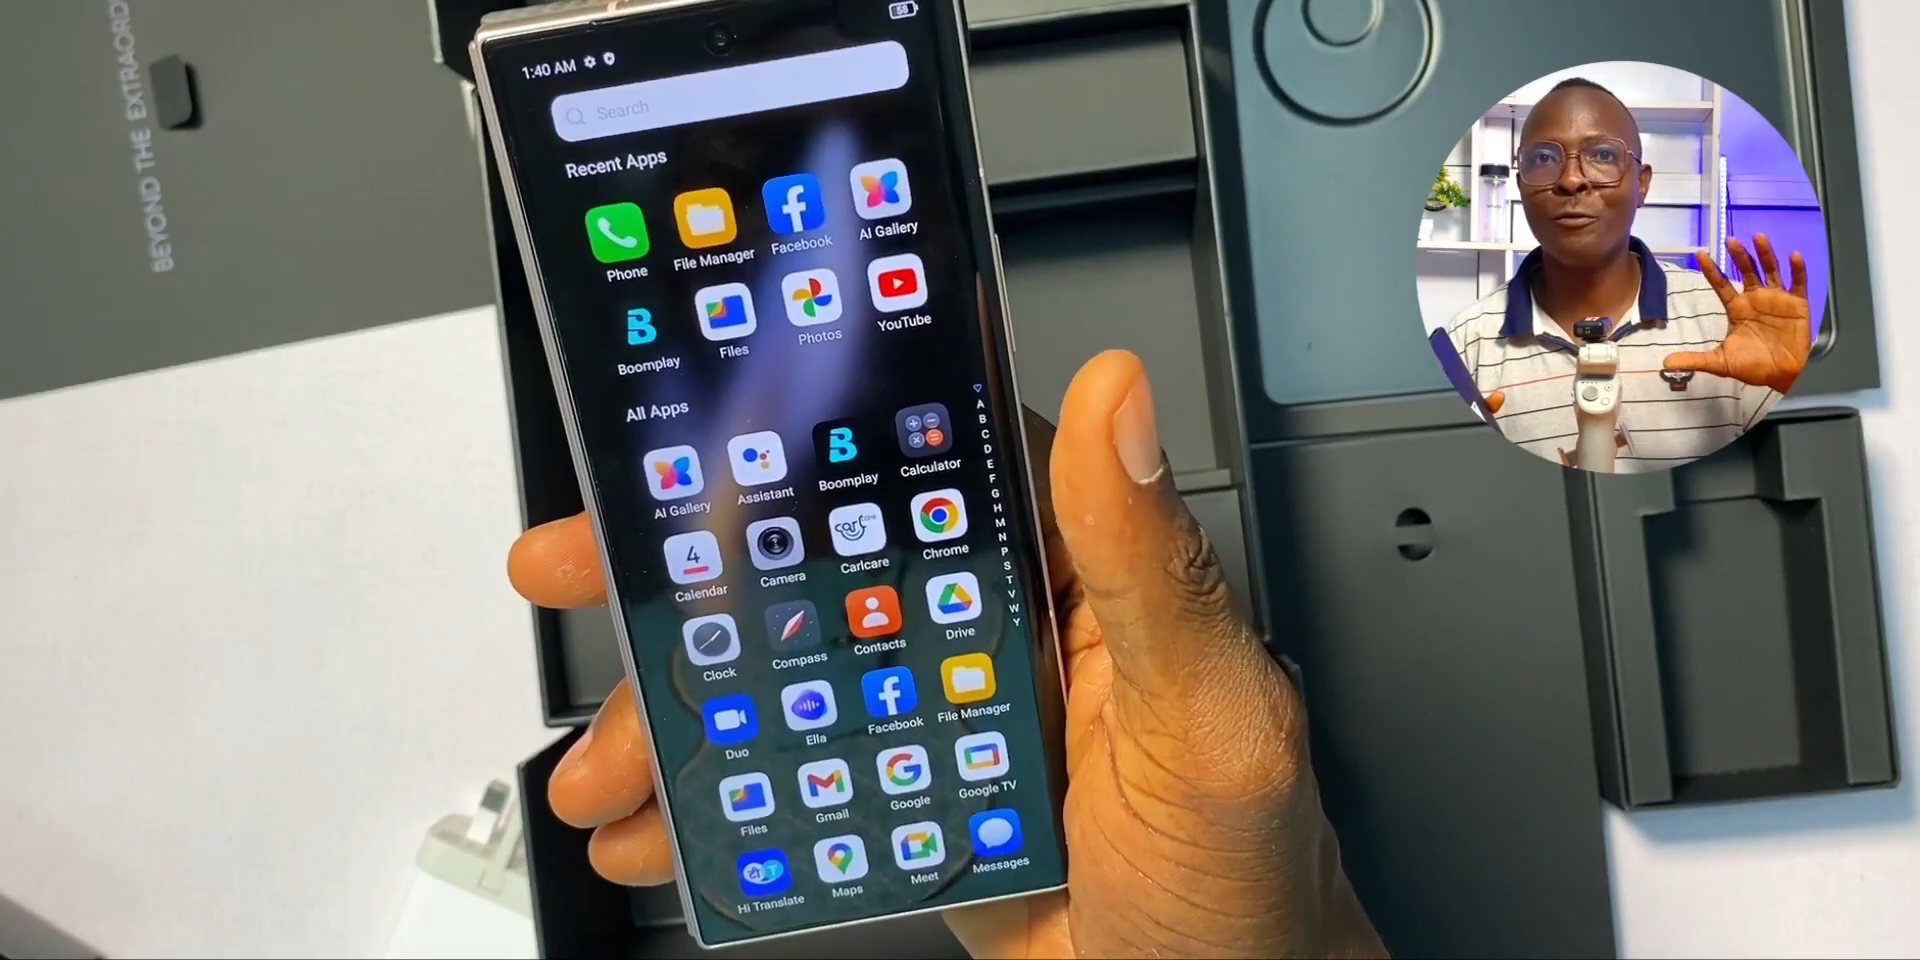 BEYOND THE EXTRAORD
1:40 AM
58
Search
Recent Apps
Phone
File Manager
Facebook
AI Gallery
Boomplay
Files
Photos
YouTube
All Apps
AI Gallery
Assistant
Boomplay
Calculator
Calendar
4
Camera
Carlcare
Chrome
Clock
Compass
Contacts
Drive
Duo
Ella
Facebook
File Manager
Files
Gmail
Google
Google TV
Hi Translate
Maps
Meet
Messages
A
B
C
D
E
F
G
H
M
N
P
S
T
V
W
Y